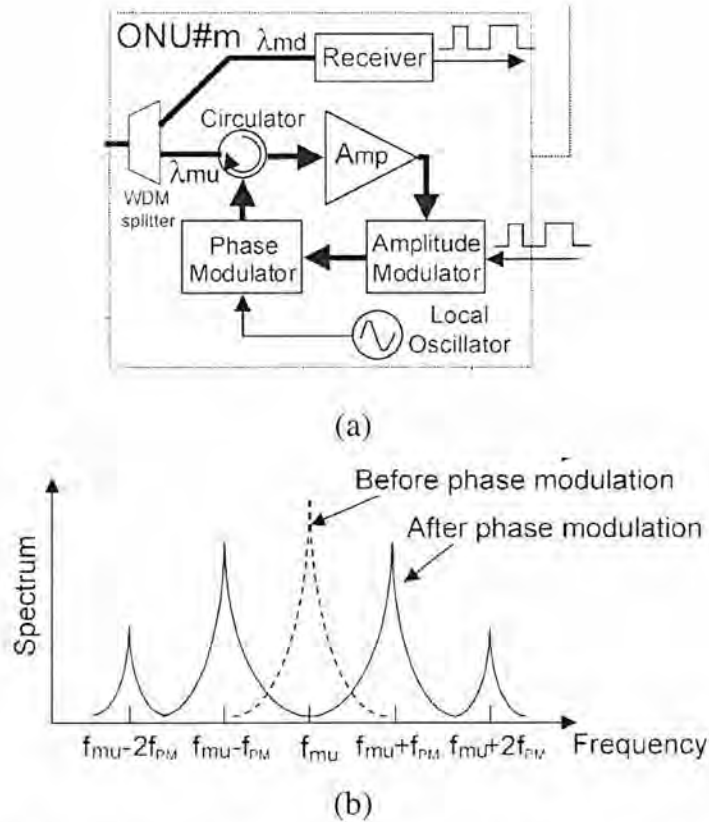 ONU#m
λmd
Receiver
Circulator
Amp
λmu
WDM
splitter
Phase
Modulator
Amplitude
Modulator
Local
Oscillator
(a)
Before phase modulation
After phase modulation
Spectrum
fmu-2fPM
fmu-fPM
fmu
fmu+fPM
fmu+2fPM
Frequency
(b)